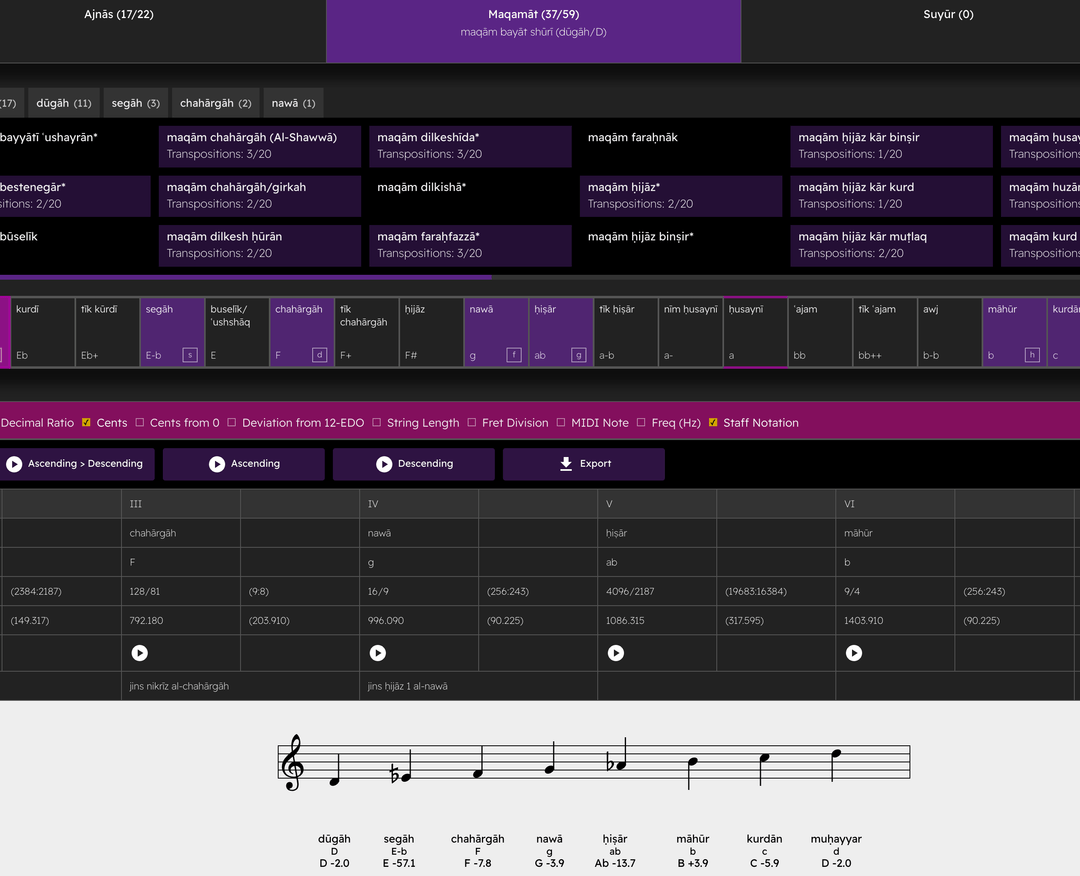 Ajnās (17/22)
Maqamāt (37/59)
Suyūr (0)
maqām bayāt shūrī (dūgāh/D)
(17)
dūgāh (11)
segāh (3)
chahārgāh (2)
nawā (1)
bayyātī ʿushayrān*
maqām chahārgāh (Al-Shawwā)
Transpositions: 3/20
maqām dilkeshīda*
Transpositions: 3/20
maqām faraḥnāk
maqām ḥijāz kār binṣir
Transpositions: 1/20
maqām ḥusay
Transpositions:
bestenegār*
sitions: 2/20
maqām chahārgāh/girkah
Transpositions: 2/20
maqām dilkishā*
maqām ḥijāz*
Transpositions: 2/20
maqām ḥijāz kār kurd
Transpositions: 1/20
maqām huzām
Transpositions:
būselīk
maqām dilkesh ḥūrān
Transpositions: 2/20
maqām faraḥfazzā*
Transpositions: 3/20
maqām ḥijāz binṣir*
maqām ḥijāz kār muṭlaq
Transpositions: 2/20
maqām kurd
Transpositions:
kurdī
Eb
tīk kūrdī
Eb+
segāh
E-b
s
buselīk/
ʿushshāq
E
chahārgāh
F
d
tīk
chahārgāh
F+
ḥijāz
F#
nawā
g
f
ḥiṣār
ab
g
tīk ḥiṣār
a-b
nīm ḥusaynī
a-
ḥusaynī
a
ʿajam
bb
tīk ʿajam
bb++
awj
b-b
māhūr
b
h
kurdān
c
Decimal Ratio
Cents
Cents from 0
Deviation from 12-EDO
String Length
Fret Division
MIDI Note
Freq (Hz)
Staff Notation
Ascending > Descending
Ascending
Descending
Export
III
IV
V
VI
chahārgāh
nawā
ḥiṣār
māhūr
F
g
ab
b
(2384:2187)
128/81
(9:8)
16/9
(256:243)
4096/2187
(19683:16384)
9/4
(256:243)
(149.317)
792.180
(203.910)
996.090
(90.225)
1086.315
(317.595)
1403.910
(90.225)
jins nikrīz al-chahārgāh
jins ḥijāz 1 al-nawā
dūgāh
segāh
chahārgāh
nawā
ḥiṣār
māhūr
kurdān
muḥayyar
D
E-b
F
g
ab
b
c
d
D -2.0
E -57.1
F -7.8
G -3.9
Ab -13.7
B +3.9
C -5.9
D -2.0